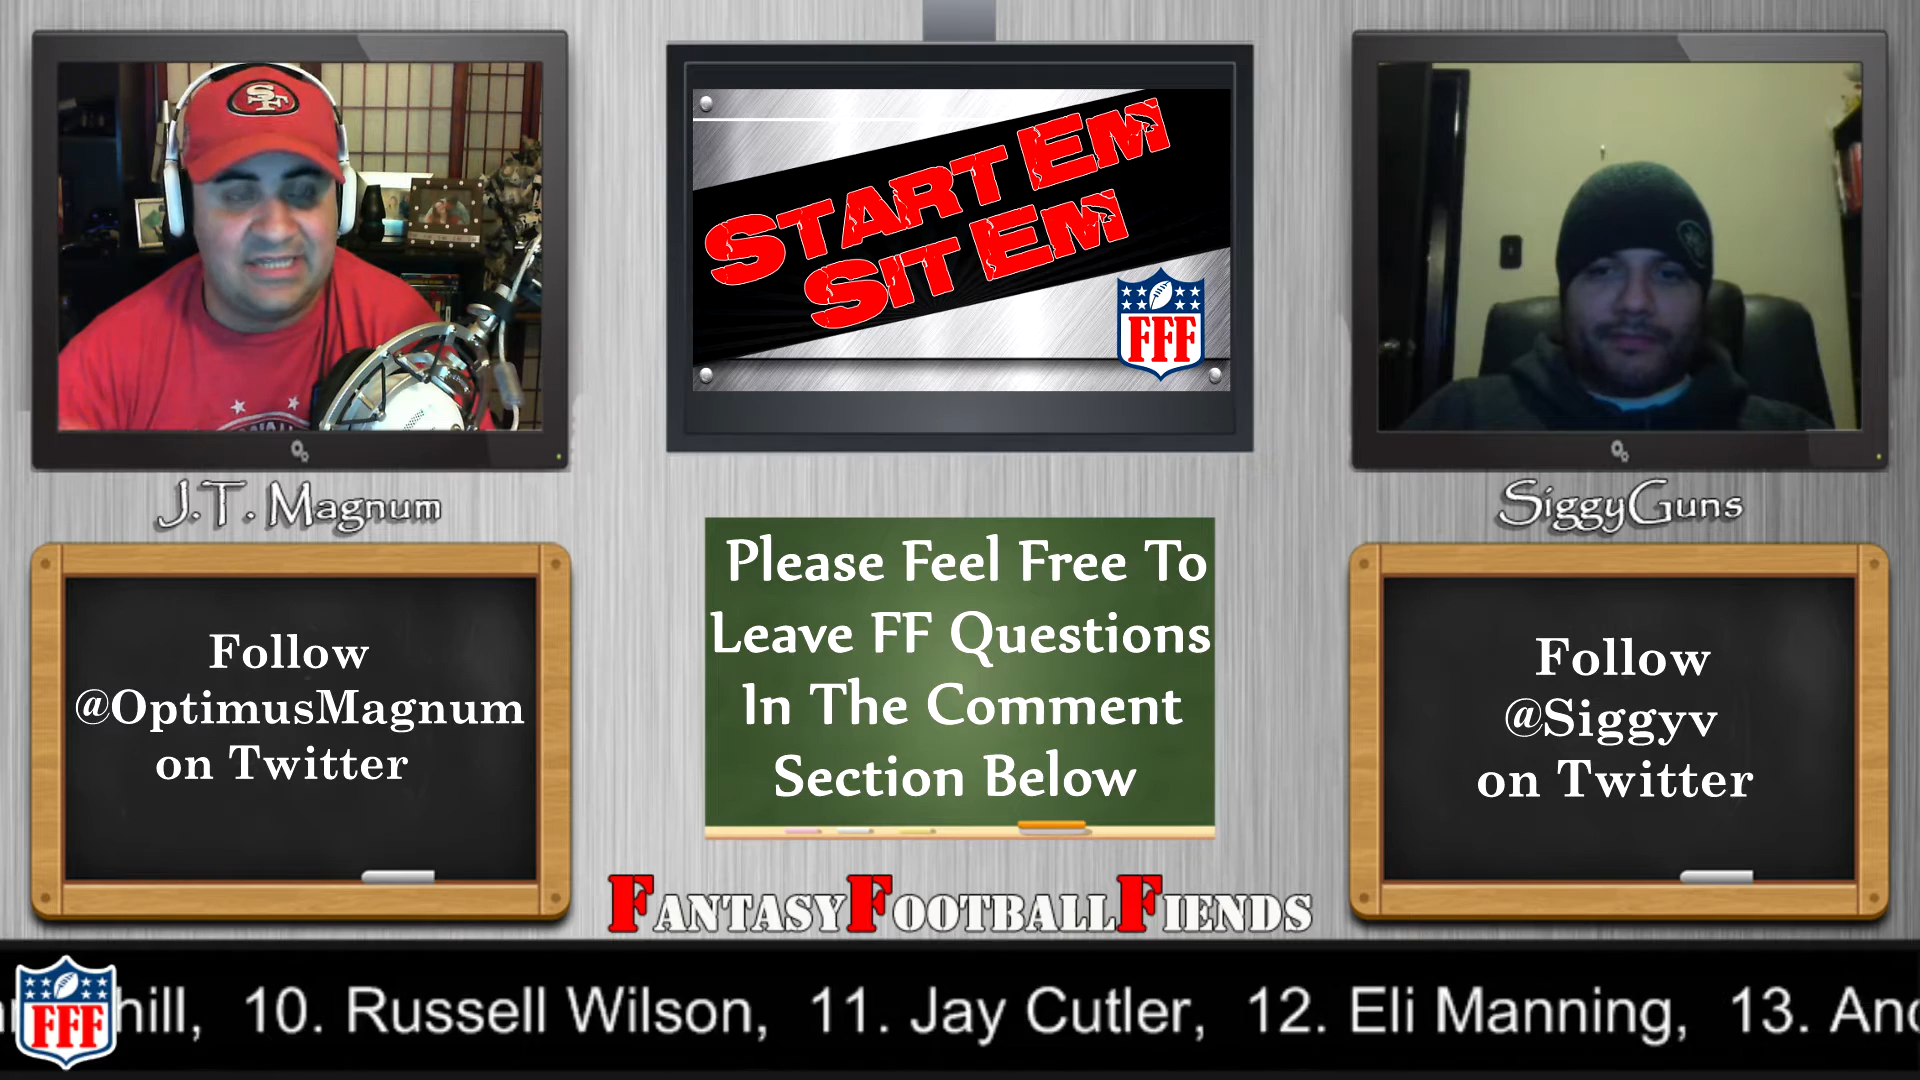 SF
START EM
SIT EM
FFF
J.T. Magnum
SiggyGuns
Follow
@OptimusMagnum
on Twitter
Please Feel Free To
Leave FF Questions
In The Comment
Section Below
Follow
@Siggyv
on Twitter
FANTASYFOOTBALLFIENDS
FFF
hill, 10. Russell Wilson, 11. Jay Cutler, 12. Eli Manning, 13. And